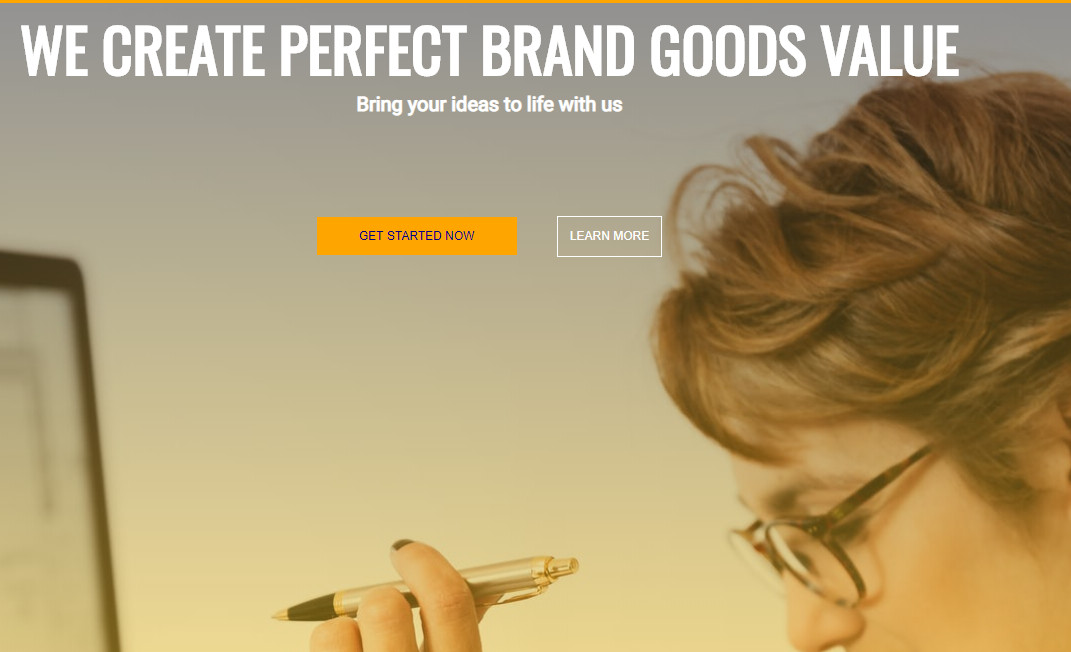 WE CREATE PERFECT BRAND GOODS VALUE
Bring your ideas to life with us
GET STARTED NOW
LEARN MORE